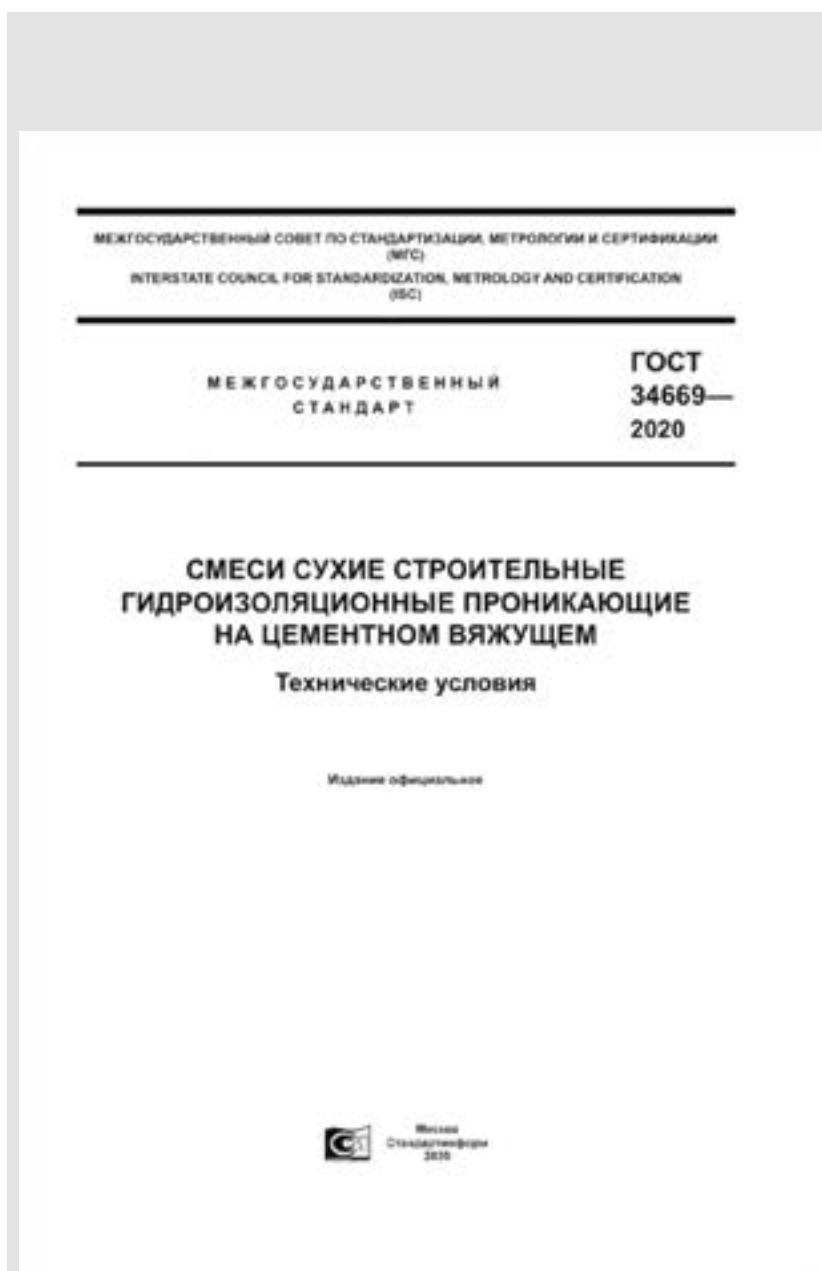 МЕЖГОСУДАРСТВЕННЫЙ СОВЕТ ПО СТАНДАРТИЗАЦИИ, МЕТРОЛОГИИ И СЕРТИФИКАЦИИ
(МГС)
INTERSTATE COUNCIL FOR STANDARDIZATION, METROLOGY AND CERTIFICATION
(ISC)
МЕЖГОСУДАРСТВЕННЫЙ
СТАНДАРТ
ГОСТ
34669—
2020
СМЕСИ СУХИЕ СТРОИТЕЛЬНЫЕ
ГИДРОИЗОЛЯЦИОННЫЕ ПРОНИКАЮЩИЕ
НА ЦЕМЕНТНОМ ВЯЖУЩЕМ
Технические условия
Издание официальное
Москва
Стандартинформ
2020